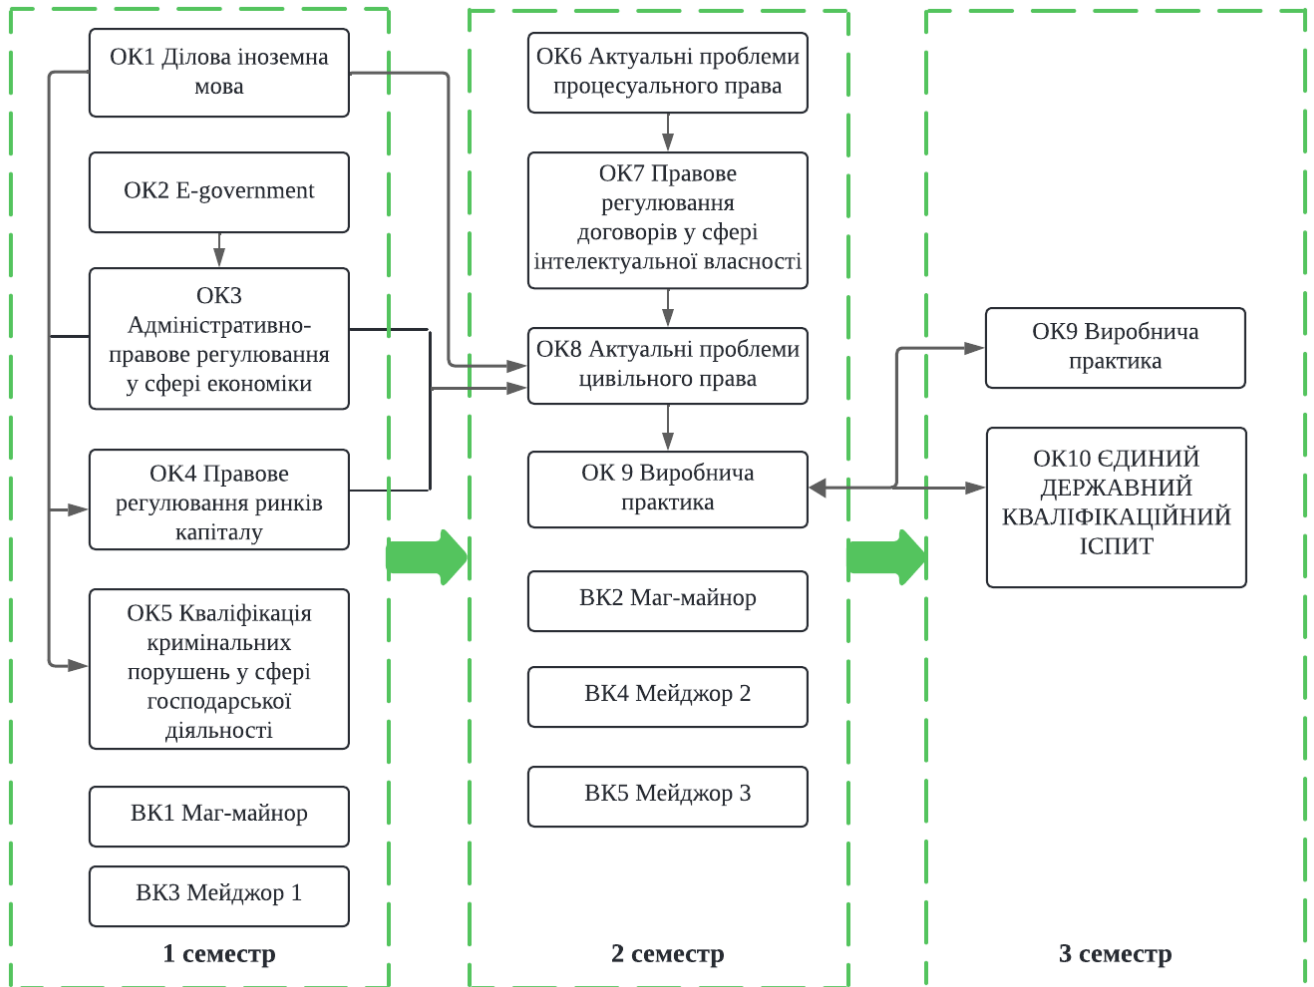 ОК1 Ділова іноземна
мова
ОК2 E-government
ОК3
Адміністративно-
правове регулювання
у сфері економіки
ОК4 Правове
регулювання ринків
капіталу
ОК5 Кваліфікація
кримінальних
порушень у сфері
господарської
діяльності
ВК1 Маг-майнор
ВК3 Мейджор 1
1 семестр
ОК6 Актуальні проблеми
процесуального права
ОК7 Правове
регулювання
договорів у сфері
інтелектуальної власності
ОК8 Актуальні проблеми
цивільного права
ОК 9 Виробнича
практика
ВК2 Маг-майнор
ВК4 Мейджор 2
ВК5 Мейджор 3
2 семестр
ОК9 Виробнича
практика
ОК10 ЄДИНИЙ
ДЕРЖАВНИЙ
КВАЛІФІКАЦІЙНИЙ
ІСПИТ
3 семестр